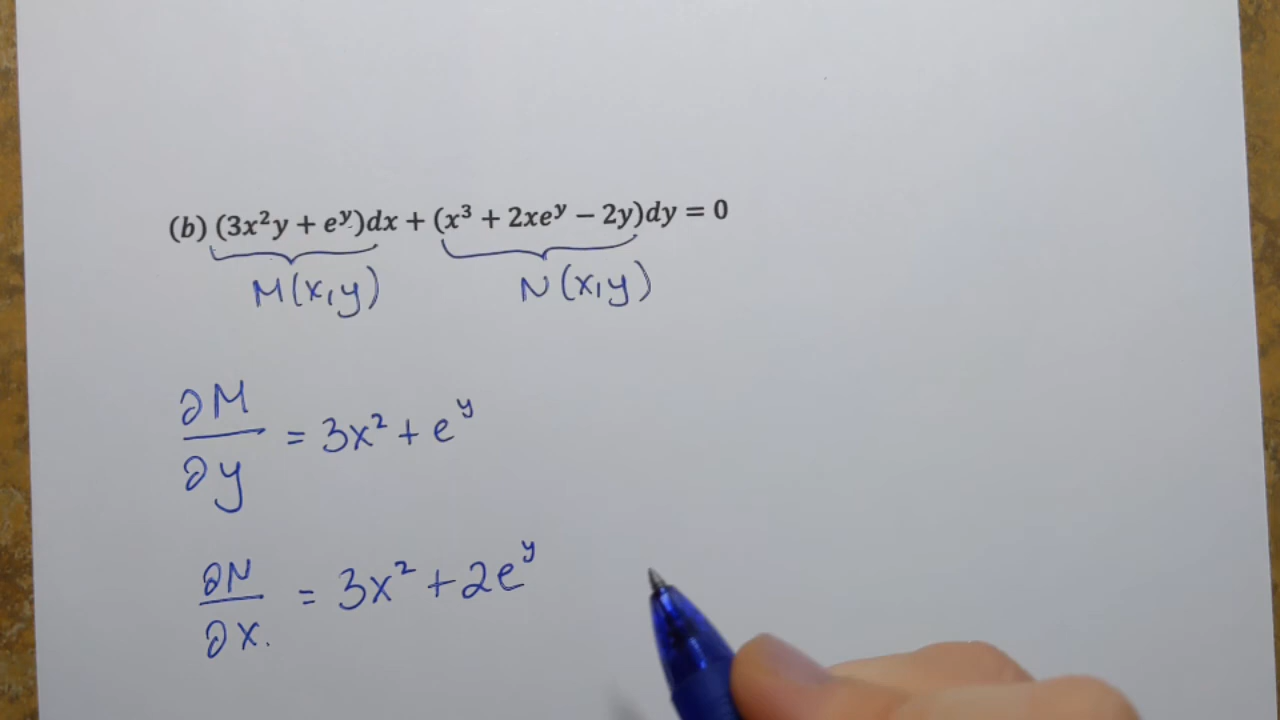 (b) (3x²y + eʸ)dx + (x³ + 2xeʸ − 2y)dy = 0
M(x,y) N(x,y)
∂M/∂y = 3x² + eʸ
∂N/∂x = 3x² + 2eʸ